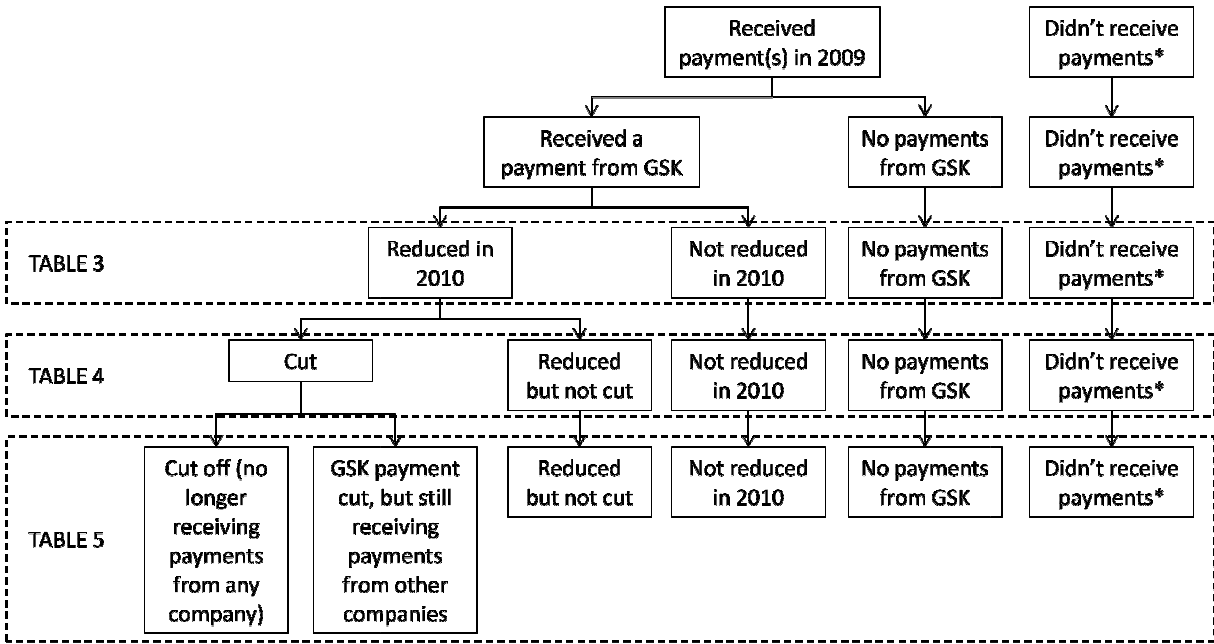 Received
payment(s) in 2009
Didn't receive
payments*
Received a
payment from GSK
No payments
from GSK
Didn't receive
payments*
TABLE 3
Reduced in
2010
Not reduced
in 2010
No payments
from GSK
Didn't receive
payments*
TABLE 4
Cut
Reduced
but not cut
Not reduced
in 2010
No payments
from GSK
Didn't receive
payments*
TABLE 5
Cut off (no
longer
receiving
payments
from any
company)
GSK payment
cut, but still
receiving
payments
from other
companies
Reduced
but not cut
Not reduced
in 2010
No payments
from GSK
Didn't receive
payments*